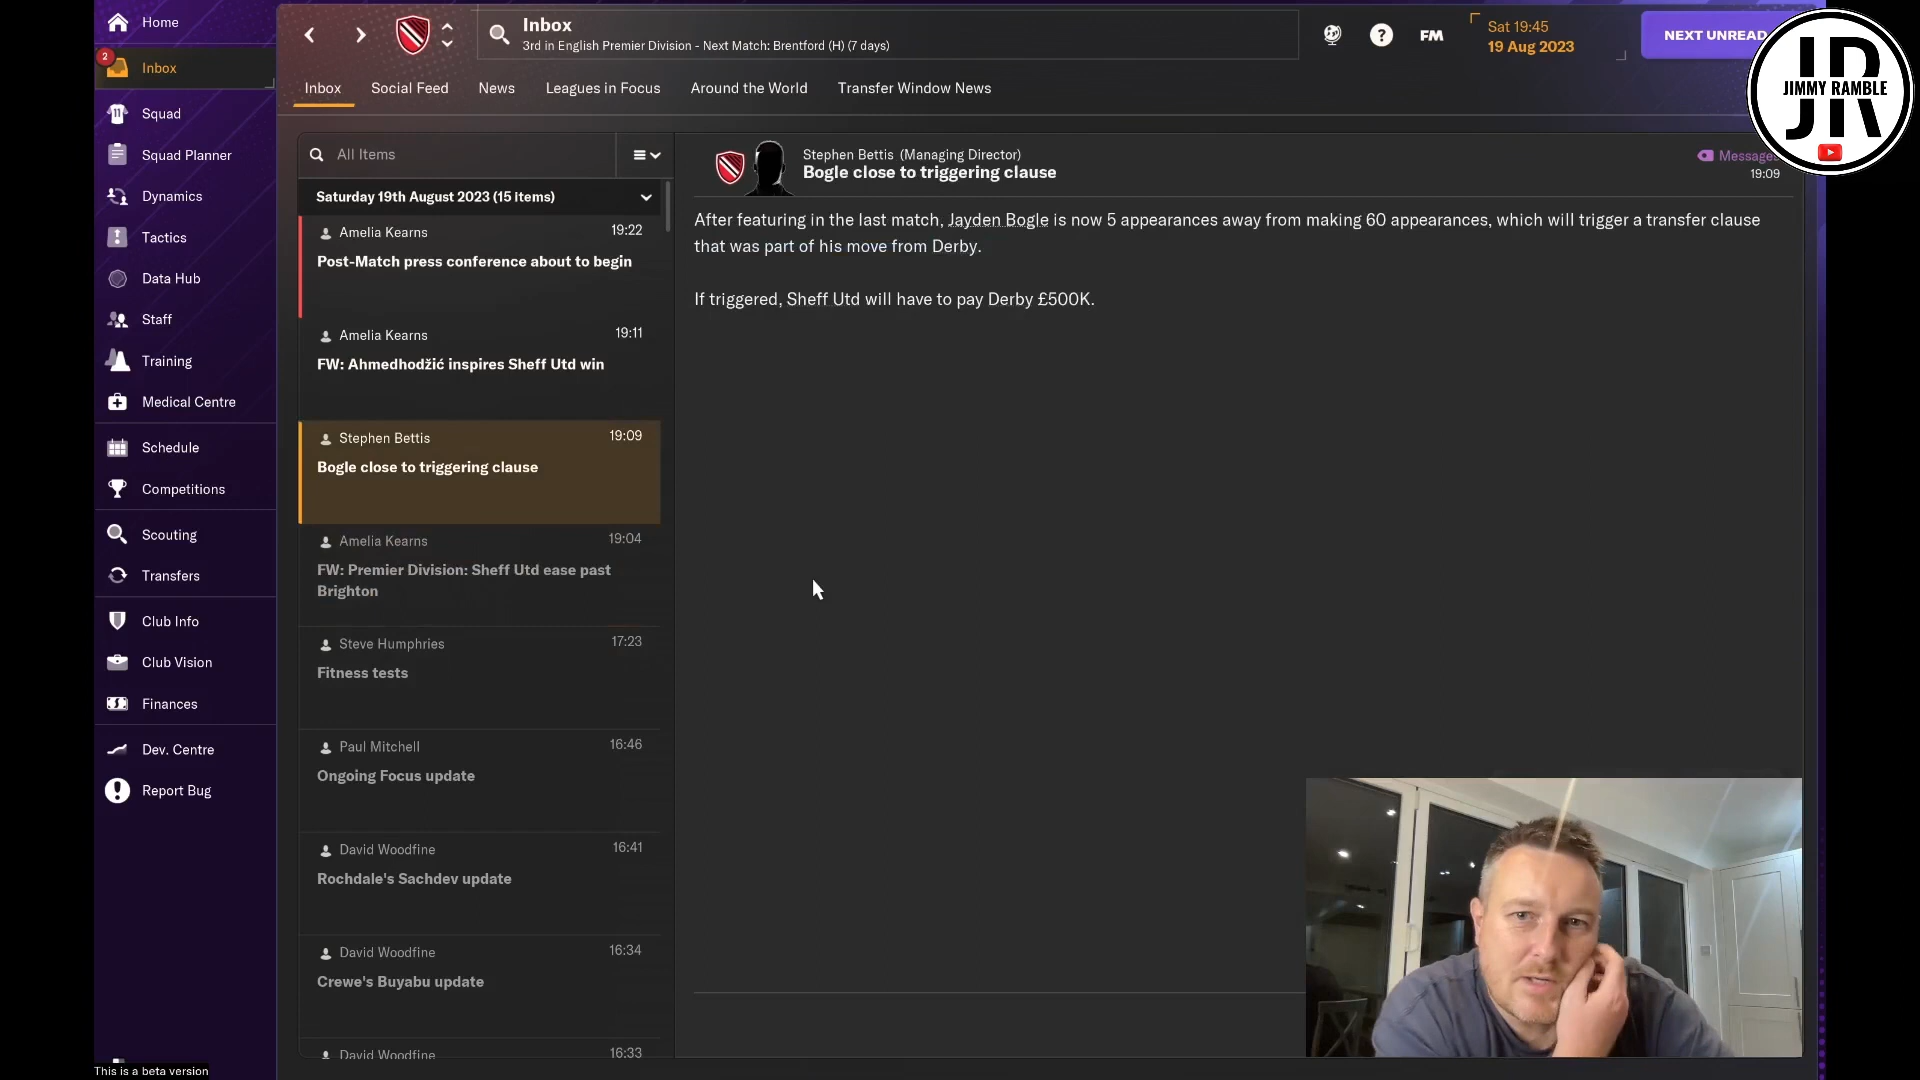 Home
2
Inbox
Squad
Squad Planner
Dynamics
Tactics
Data Hub
Staff
Training
Medical Centre
Schedule
Competitions
Scouting
Transfers
Club Info
Club Vision
Finances
Dev. Centre
Report Bug
This is a beta version
Inbox
3rd in English Premier Division - Next Match: Brentford (H) (7 days)
?
FM
Sat 19:45
19 Aug 2023
NEXT UNREAD
JR
JIMMY RAMBLE
Inbox Social Feed News Leagues in Focus Around the World Transfer Window News
All Items
Saturday 19th August 2023 (15 items)
Amelia Kearns 19:22
Post-Match press conference about to begin
Amelia Kearns 19:11
FW: Ahmedhodžić inspires Sheff Utd win
Stephen Bettis 19:09
Bogle close to triggering clause
Amelia Kearns 19:04
FW: Premier Division: Sheff Utd ease past
Brighton
Steve Humphries 17:23
Fitness tests
Paul Mitchell 16:46
Ongoing Focus update
David Woodfine 16:41
Rochdale's Sachdev update
David Woodfine 16:34
Crewe's Buyabu update
David Woodfine 16:33
Stephen Bettis (Managing Director)
Bogle close to triggering clause
Messages
19:09
After featuring in the last match, Jayden Bogle is now 5 appearances away from making 60 appearances, which will trigger a transfer clause
that was part of his move from Derby.
If triggered, Sheff Utd will have to pay Derby £500K.